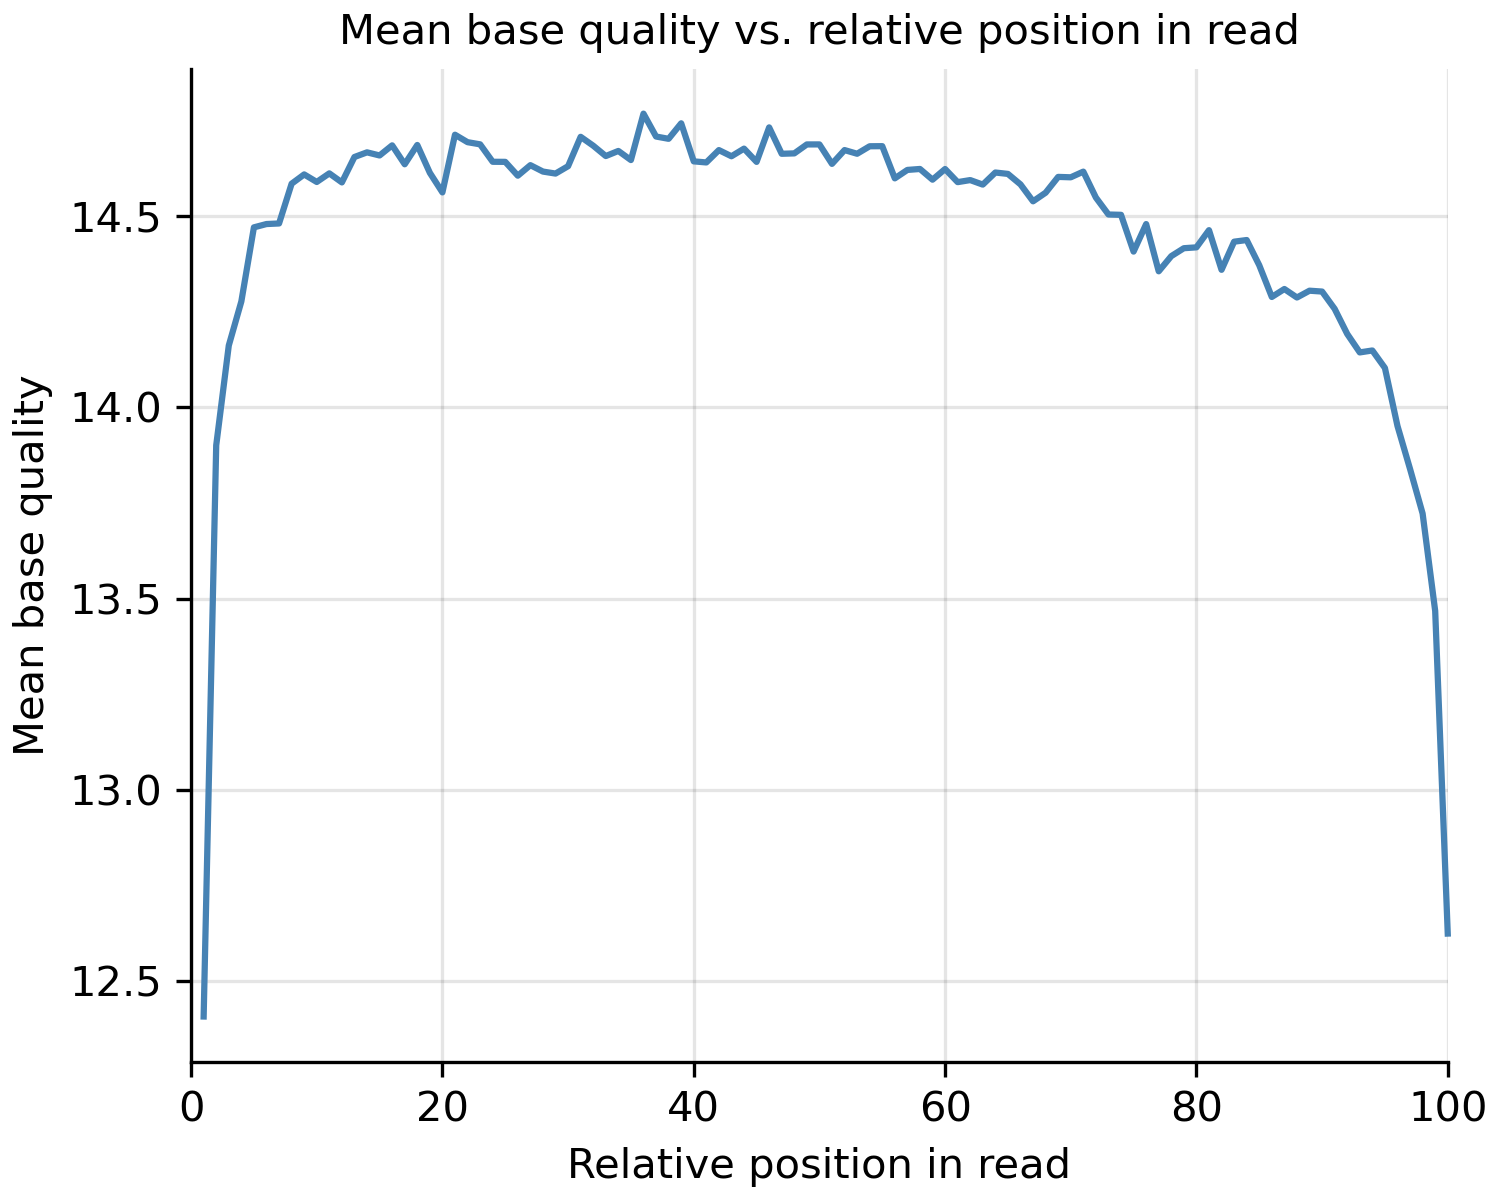 Mean base quality vs. relative position in read
Mean base quality
14.5
14.0
13.5
13.0
12.5
0 20 40 60 80 100
Relative position in read